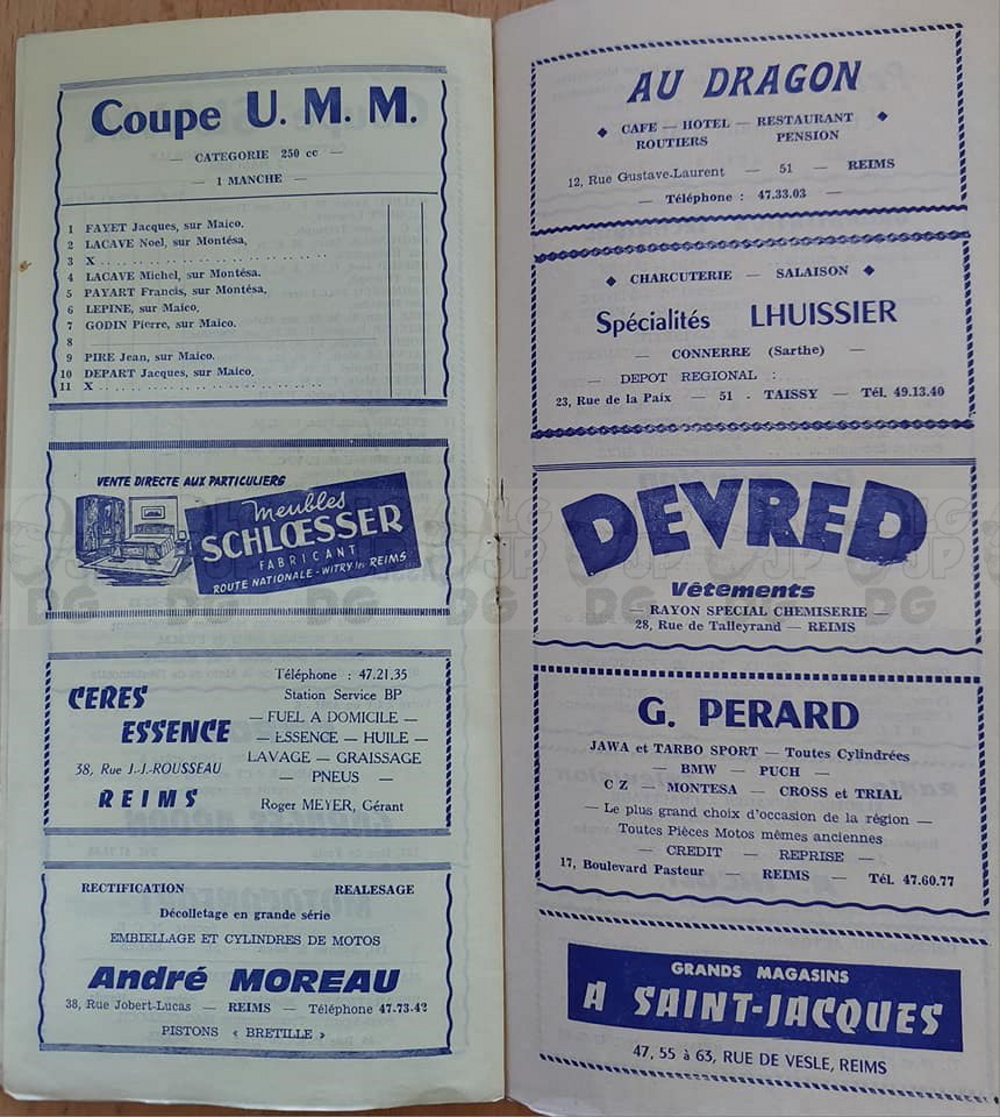 Coupe U. M. M.
— CATEGORIE 250 cc —
— 1 MANCHE —
1 FAYET Jacques, sur Maico.
2 LACAVE Noel, sur Montésa,
3 X . . . . . . . . . . . . . . . . . . . . . . . . . . . . . .
4 LACAVE Michel, sur Montésa.
5 PAYART Francis, sur Montésa,
6 LEPINE, sur Maico,
7 GODIN Pierre, sur Maico.
8
9 PIRE Jean, sur Maico.
10 DEPART Jacques, sur Maico,
11 X . . . . . . . . . . . . . . . . . . . . . . . . . . . . . .
VENTE DIRECTE AUX PARTICULIERS
Meubles
SCHLŒSSER
FABRICANT
ROUTE NATIONALE - WITRY les REIMS
CERES
ESSENCE
38, Rue J.-J.-ROUSSEAU
REIMS
Téléphone : 47.21.35
Station Service BP
— FUEL A DOMICILE —
— ESSENCE — HUILE —
LAVAGE — GRAISSAGE
— PNEUS —
Roger MEYER, Gérant
RECTIFICATION REALESAGE
Décolletage en grande série
EMBIELLAGE ET CYLINDRES DE MOTOS
André MOREAU
38, Rue Jobert-Lucas — REIMS — Téléphone 47.73.42
PISTONS « BRETILLE »
AU DRAGON
◆ CAFE — HOTEL — RESTAURANT ◆
ROUTIERS PENSION
12, Rue Gustave-Laurent — 51 — REIMS
— Téléphone : 47.33.03 —
◆ CHARCUTERIE — SALAISON ◆
Spécialités LHUISSIER
— CONNERRE (Sarthe) —
— DEPOT REGIONAL :
23, Rue de la Paix — 51 . TAISSY — Tél. 49.13.40
DEVRED
Vêtements
— RAYON SPECIAL CHEMISERIE —
28, Rue de Talleyrand — REIMS
G. PERARD
JAWA et TARBO SPORT — Toutes Cylindrées
— BMW — PUCH —
C Z — MONTESA — CROSS et TRIAL
— Le plus grand choix d'occasion de la région —
Toutes Pièces Motos mêmes anciennes
— CREDIT — REPRISE —
17, Boulevard Pasteur — REIMS — Tél. 47.60.77
GRANDS MAGASINS
A SAINT-JACQUES
47, 55 à 63, RUE DE VESLE, REIMS